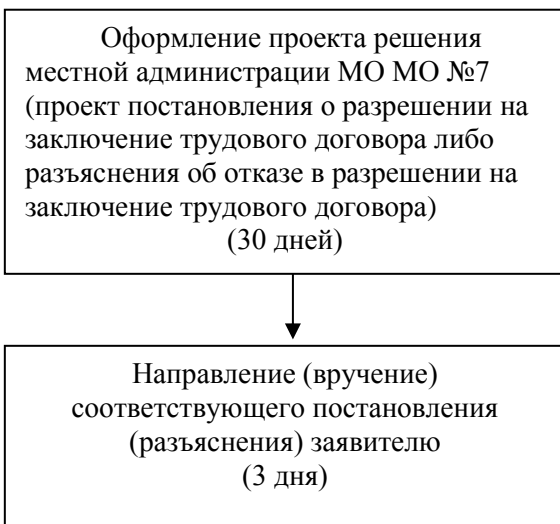 Оформление проекта решения
местной администрации МО МО №7
(проект постановления о разрешении на
заключение трудового договора либо
разъяснения об отказе в разрешении на
заключение трудового договора)
(30 дней)
Направление (вручение)
соответствующего постановления
(разъяснения) заявителю
(3 дня)